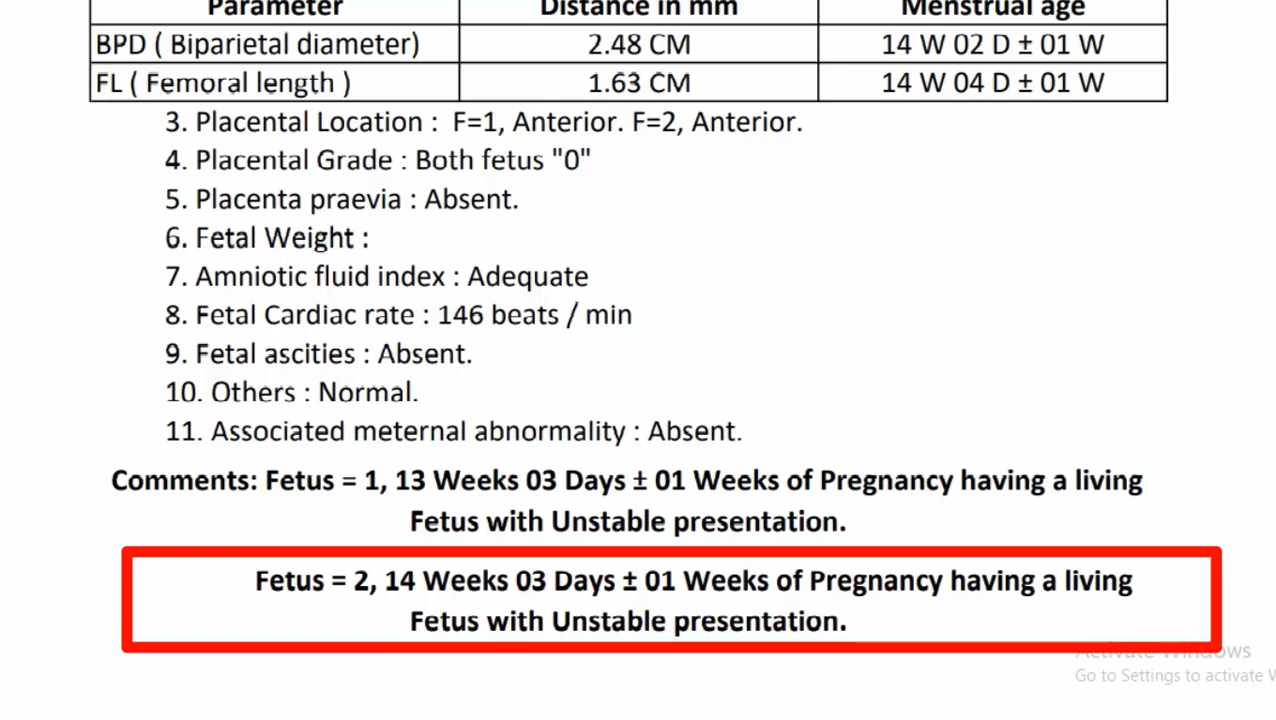 Parameter Distance in mm Menstrual age
BPD ( Biparietal diameter) 2.48 CM 14 W 02 D ± 01 W
FL ( Femoral length ) 1.63 CM 14 W 04 D ± 01 W
3. Placental Location : F=1, Anterior. F=2, Anterior.
4. Placental Grade : Both fetus "0"
5. Placenta praevia : Absent.
6. Fetal Weight :
7. Amniotic fluid index : Adequate
8. Fetal Cardiac rate : 146 beats / min
9. Fetal ascities : Absent.
10. Others : Normal.
11. Associated meternal abnormality : Absent.
Comments: Fetus = 1, 13 Weeks 03 Days ± 01 Weeks of Pregnancy having a living
Fetus with Unstable presentation.
Fetus = 2, 14 Weeks 03 Days ± 01 Weeks of Pregnancy having a living
Fetus with Unstable presentation.
Activate Windows
Go to Settings to activate W